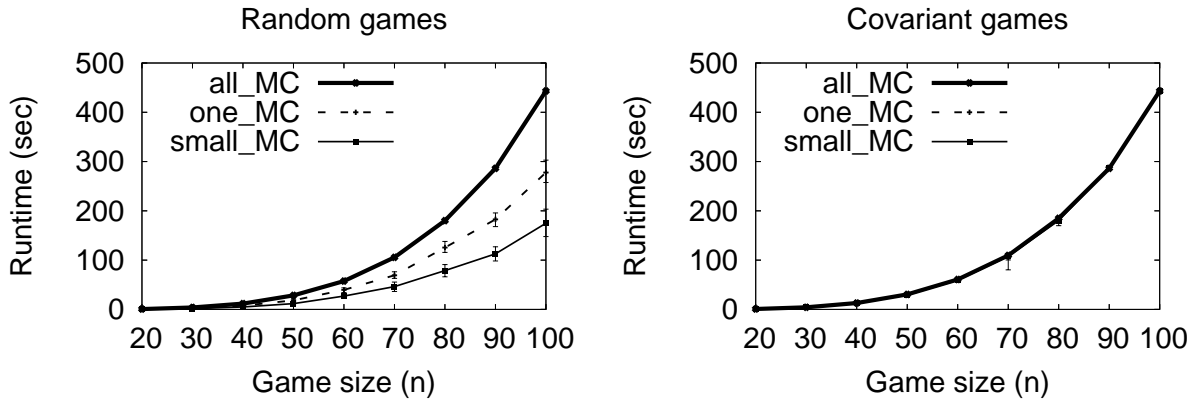 Random games
Runtime (sec)
500
400
300
200
100
0
all_MC
one_MC
small_MC
20 30 40 50 60 70 80 90 100
Game size (n)
Covariant games
Runtime (sec)
500
400
300
200
100
0
all_MC
one_MC
small_MC
20 30 40 50 60 70 80 90 100
Game size (n)